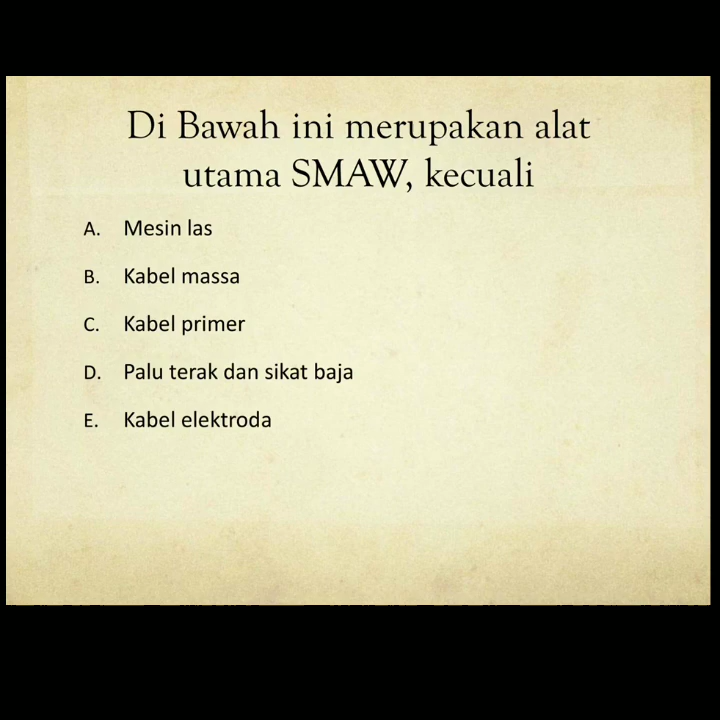 Di Bawah ini merupakan alat
utama SMAW, kecuali
A. Mesin las
B. Kabel massa
C. Kabel primer
D. Palu terak dan sikat baja
E. Kabel elektroda